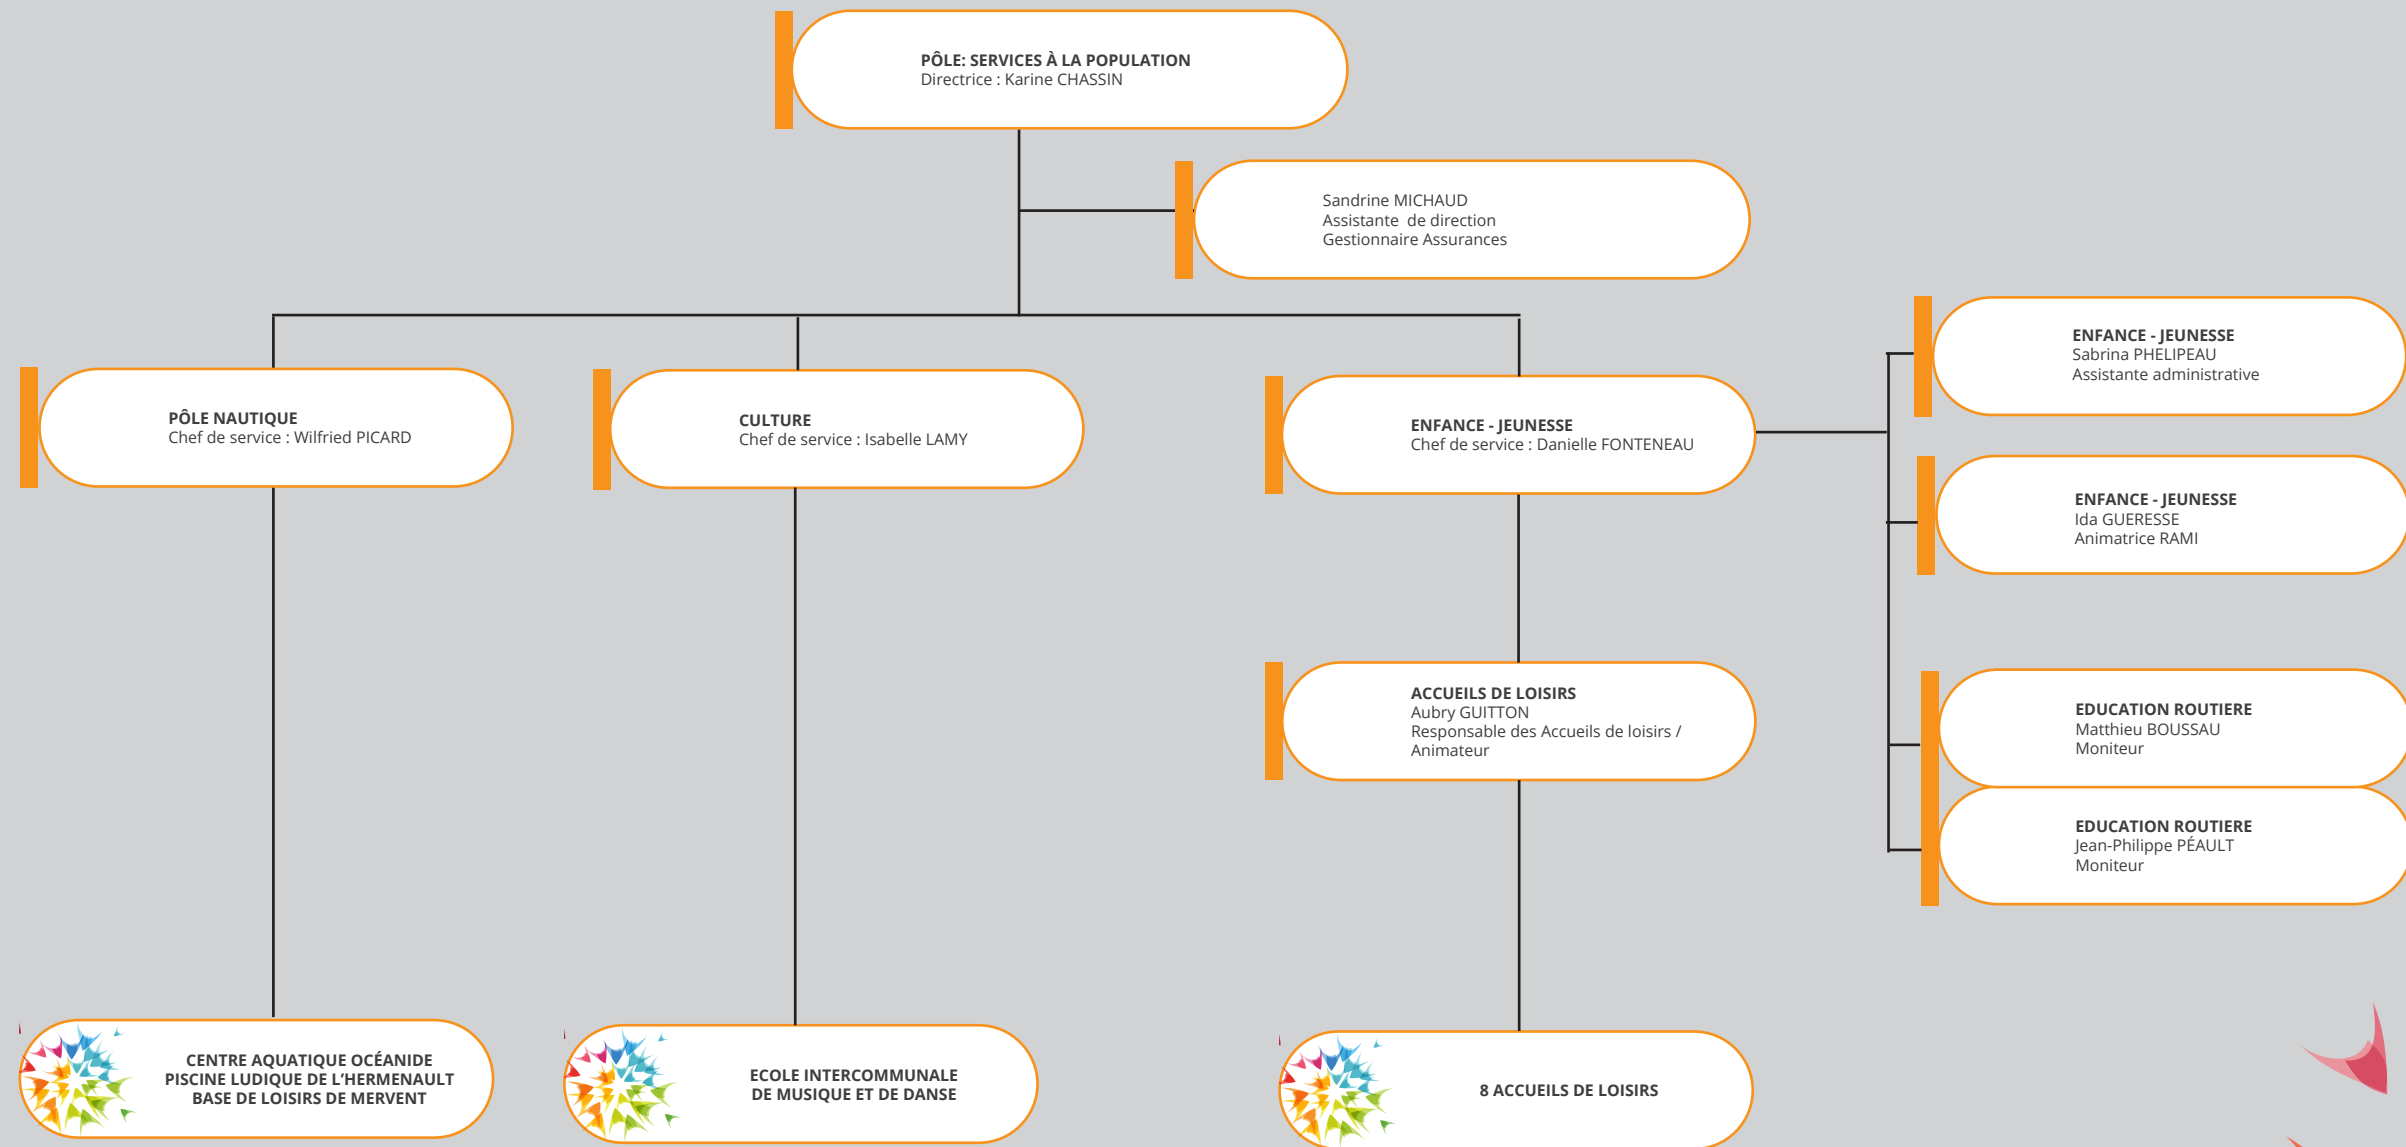 PÔLE: SERVICES À LA POPULATION
Directrice : Karine CHASSIN
Sandrine MICHAUD
Assistante de direction
Gestionnaire Assurances
PÔLE NAUTIQUE
Chef de service : Wilfried PICARD
CULTURE
Chef de service : Isabelle LAMY
ENFANCE - JEUNESSE
Chef de service : Danielle FONTENEAU
ENFANCE - JEUNESSE
Sabrina PHELIPEAU
Assistante administrative
ENFANCE - JEUNESSE
Ida GUERESSE
Animatrice RAMI
ACCUEILS DE LOISIRS
Aubry GUITTON
Responsable des Accueils de loisirs /
Animateur
EDUCATION ROUTIERE
Matthieu BOUSSAU
Moniteur
EDUCATION ROUTIERE
Jean-Philippe PÉAULT
Moniteur
CENTRE AQUATIQUE OCÉANIDE
PISCINE LUDIQUE DE L'HERMENAULT
BASE DE LOISIRS DE MERVENT
ECOLE INTERCOMMUNALE
DE MUSIQUE ET DE DANSE
8 ACCUEILS DE LOISIRS